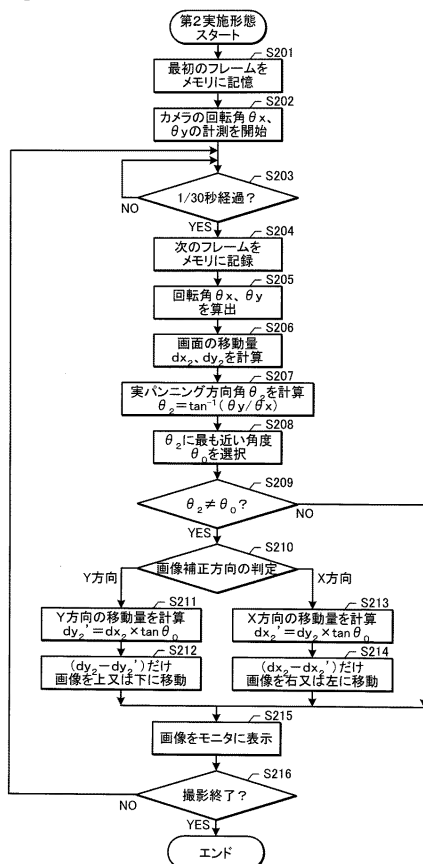 第2実施形態
スタート
S201
最初のフレームを
メモリに記憶
S202
カメラの回転角θx、
θyの計測を開始
S203
1/30秒経過?
NO
YES
S204
次のフレームを
メモリに記録
S205
回転角θx、θy
を算出
S206
画面の移動量
dx₂、dy₂を計算
S207
実パンニング方向角θ₂を計算
θ₂=tan⁻¹(θy/θx)
S208
θ₂に最も近い角度
θ₀を選択
S209
θ₂≠θ₀?
NO
YES
S210
画像補正方向の判定
Y方向
X方向
S211
Y方向の移動量を計算
dy₂'=dx₂×tanθ₀
S212
(dy₂−dy₂')だけ
画像を上又は下に移動
S213
X方向の移動量を計算
dx₂'=dy₂×tanθ₀
S214
(dx₂−dx₂')だけ
画像を右又は左に移動
S215
画像をモニタに表示
S216
撮影終了?
NO
YES
エンド